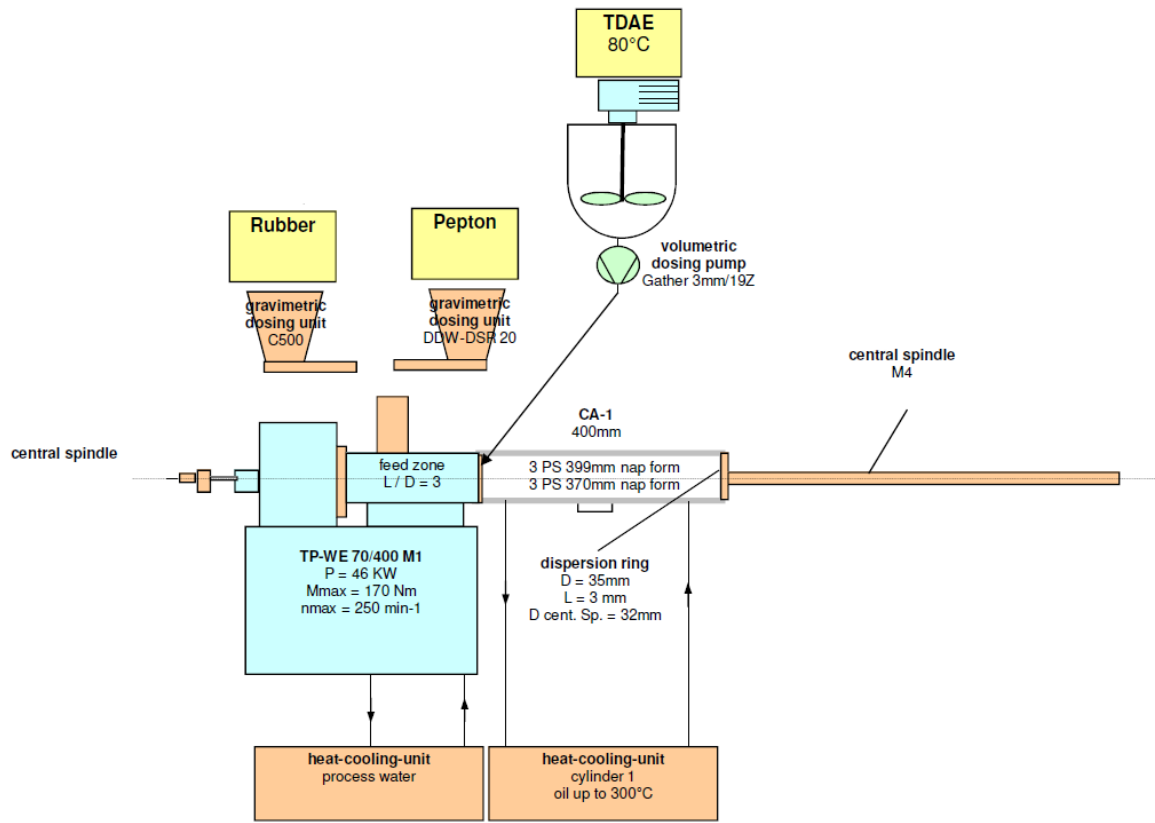 TDAE
80°C
Rubber
Pepton
gravimetric
dosing unit
C500
gravimetric
dosing unit
DDW-DSR 20
volumetric
dosing pump
Gather 3mm/19Z
central spindle
M4
CA-1
400mm
central spindle
feed zone
L / D = 3
3 PS 399mm nap form
3 PS 370mm nap form
TP-WE 70/400 M1
P = 46 KW
Mmax = 170 Nm
nmax = 250 min-1
dispersion ring
D = 35mm
L = 3 mm
D cent. Sp. = 32mm
heat-cooling-unit
process water
heat-cooling-unit
cylinder 1
oil up to 300°C